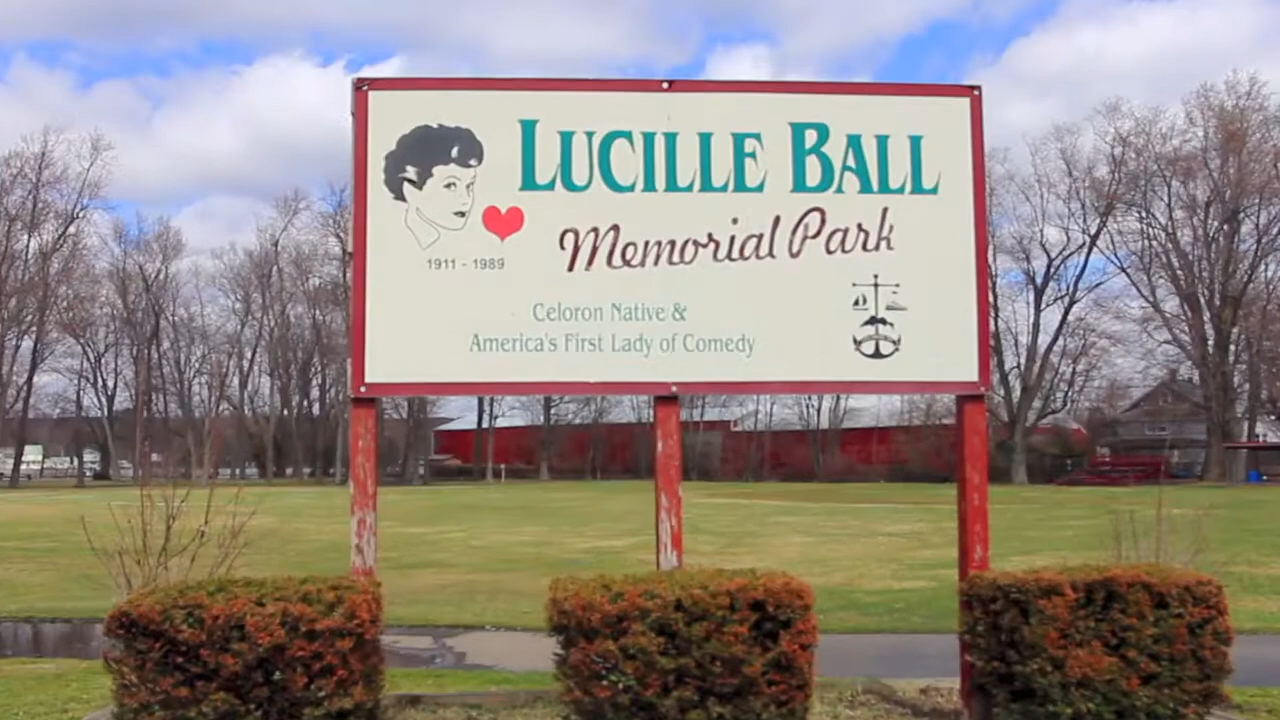 LUCILLE BALL
Memorial Park
1911 - 1989
Celoron Native &
America's First Lady of Comedy